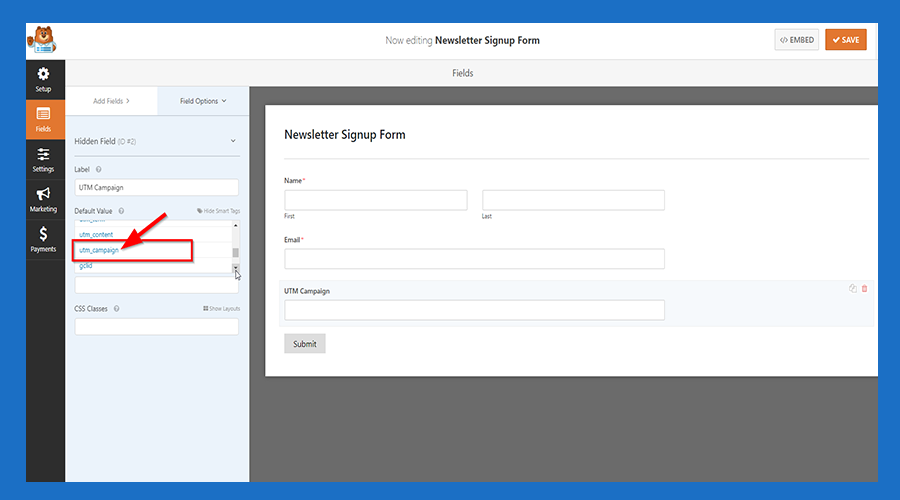 Now editing Newsletter Signup Form
</> EMBED
SAVE
Setup
Fields
Settings
Marketing
Payments
Fields
Add Fields
Field Options
Hidden Field (ID #2)
Label
UTM Campaign
Default Value
Hide Smart Tags
utm_term
utm_content
utm_campaign
gclid
CSS Classes
Show Layouts
Newsletter Signup Form
Name*
First
Last
Email*
UTM Campaign
Submit